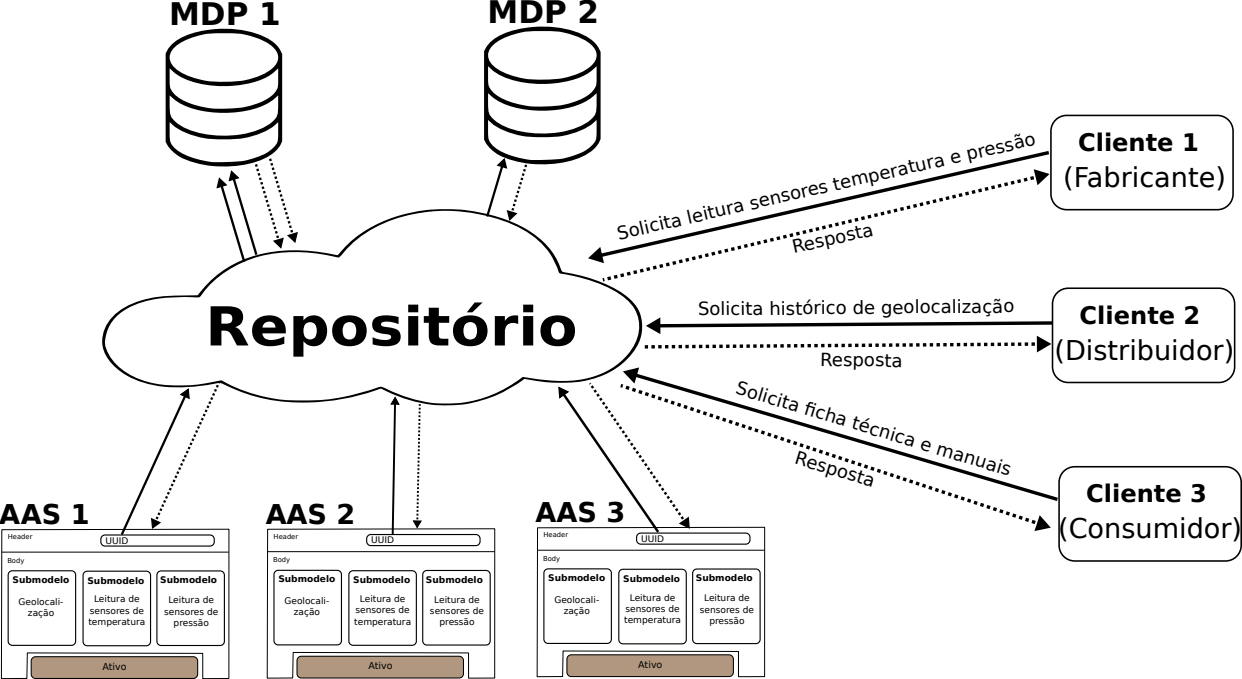 MDP 1
MDP 2
Solicita leitura sensores temperatura e pressão
Resposta
Cliente 1
(Fabricante)
Repositório
Solicita histórico de geolocalização
Resposta
Cliente 2
(Distribuidor)
Solicita ficha técnica e manuais
Resposta
Cliente 3
(Consumidor)
AAS 1
Header
UUID
Body
Submodelo
Geolocali-
zação
Submodelo
Leitura de
sensores de
temperatura
Submodelo
Leitura de
sensores de
pressão
Ativo
AAS 2
Header
UUID
Body
Submodelo
Geolocali-
zação
Submodelo
Leitura de
sensores de
temperatura
Submodelo
Leitura de
sensores de
pressão
Ativo
AAS 3
Header
UUID
Body
Submodelo
Geolocali-
zação
Submodelo
Leitura de
sensores de
temperatura
Submodelo
Leitura de
sensores de
pressão
Ativo